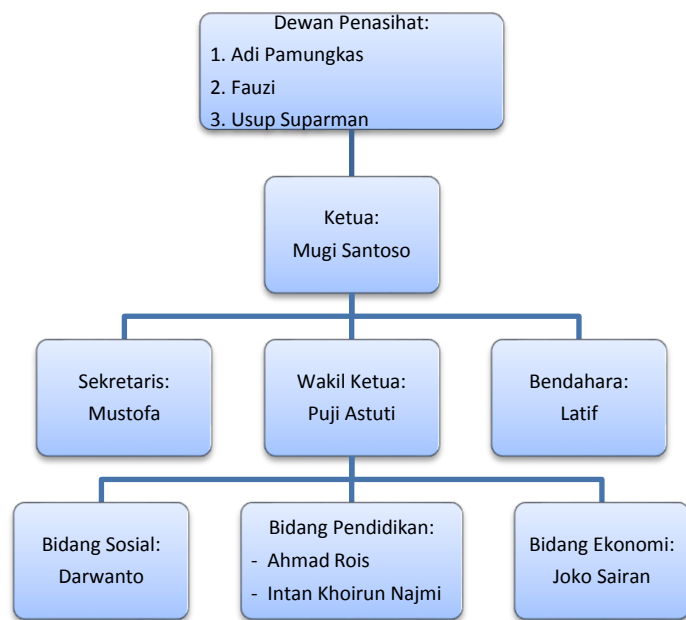 Dewan Penasihat:
1. Adi Pamungkas
2. Fauzi
3. Usup Suparman
Ketua:
Mugi Santoso
Sekretaris:
Mustofa
Wakil Ketua:
Puji Astuti
Bendahara:
Latif
Bidang Sosial:
Darwanto
Bidang Pendidikan:
- Ahmad Rois
- Intan Khoirun Najmi
Bidang Ekonomi:
Joko Sairan